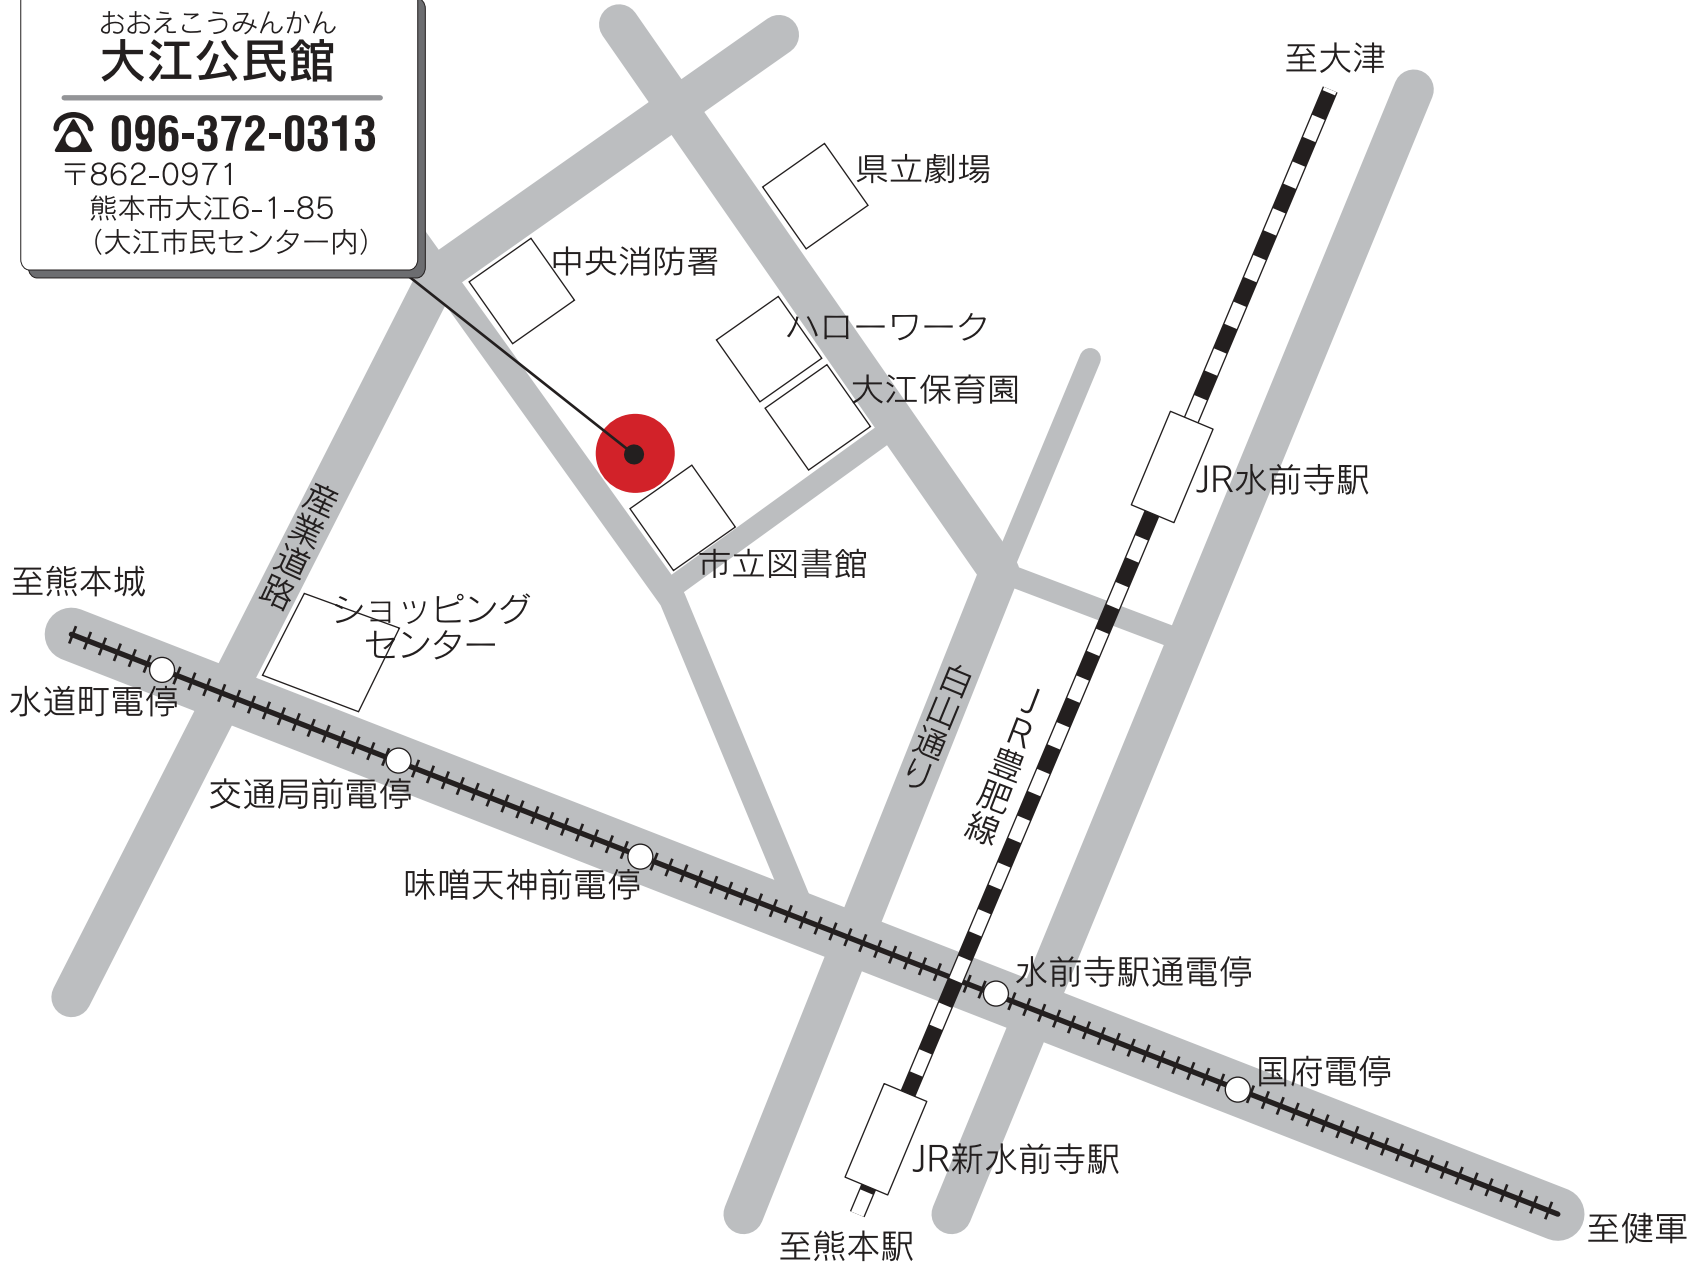 おおえこうみんかん
大江公民館
096-372-0313
〒862-0971
熊本市大江6-1-85
（大江市民センター内）
至大津
県立劇場
中央消防署
ハローワーク
大江保育園
JR水前寺駅
産業道路
市立図書館
至熊本城
ショッピング
センター
水道町電停
白山通り
JR豊肥線
交通局前電停
味噌天神前電停
水前寺駅通電停
国府電停
JR新水前寺駅
至熊本駅
至健軍